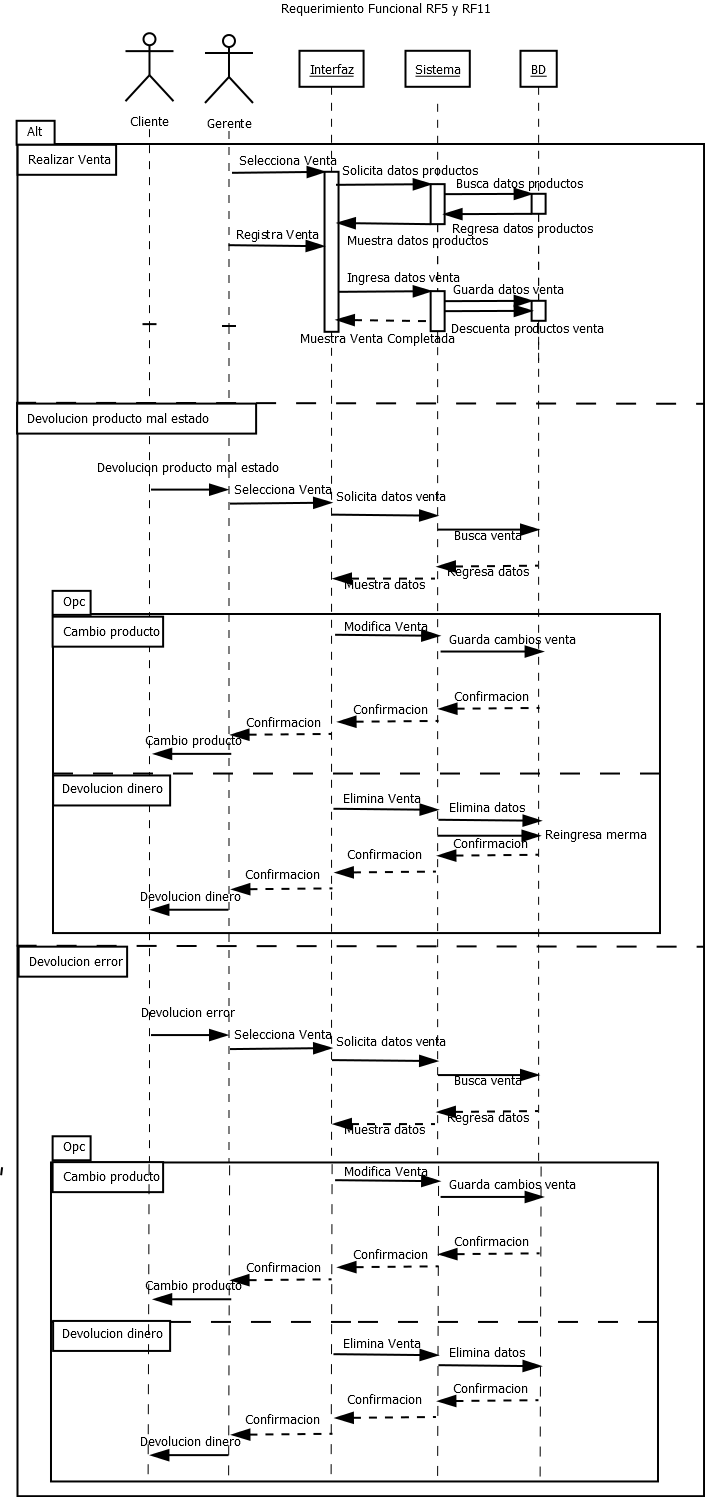 Requerimiento Funcional RF5 y RF11
Interfaz
Sistema
BD
Cliente
Gerente
Alt
Realizar Venta
Selecciona Venta
Solicita datos productos
Busca datos productos
Regresa datos productos
Registra Venta
Muestra datos productos
Ingresa datos venta
Guarda datos venta
Descuenta productos venta
Muestra Venta Completada
Devolucion producto mal estado
Devolucion producto mal estado
Selecciona Venta
Solicita datos venta
Busca venta
Regresa datos
Muestra datos
Opc
Cambio producto
Modifica Venta
Guarda cambios venta
Confirmacion
Confirmacion
Confirmacion
Cambio producto
Devolucion dinero
Elimina Venta
Elimina datos
Reingresa merma
Confirmacion
Confirmacion
Confirmacion
Devolucion dinero
Devolucion error
Devolucion error
Selecciona Venta
Solicita datos venta
Busca venta
Regresa datos
Muestra datos
Opc
Cambio producto
Modifica Venta
Guarda cambios venta
Confirmacion
Confirmacion
Confirmacion
Cambio producto
Devolucion dinero
Elimina Venta
Elimina datos
Confirmacion
Confirmacion
Confirmacion
Devolucion dinero